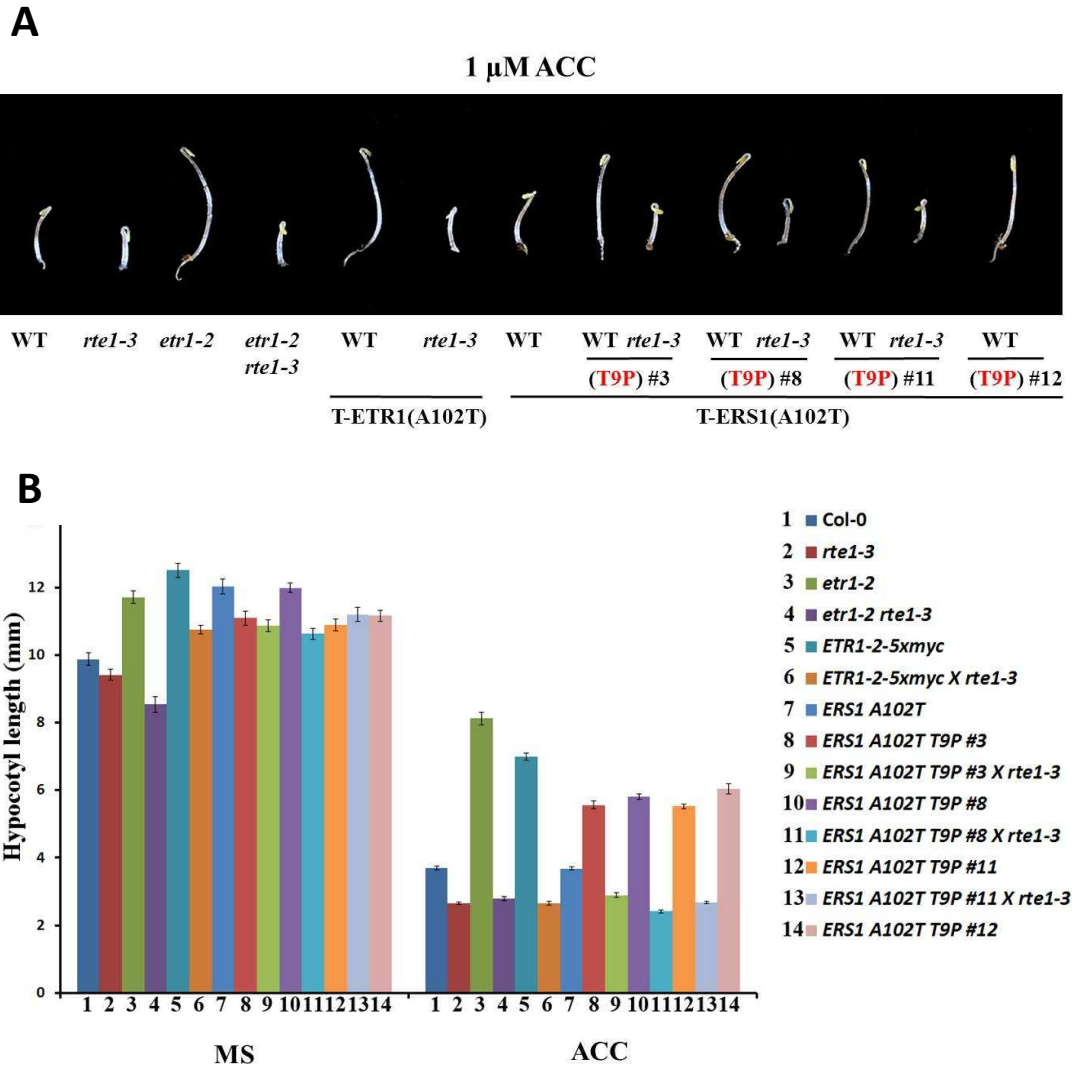 A
1 μM ACC
WT rte1-3 etr1-2 etr1-2 WT rte1-3 WT WT rte1-3 WT rte1-3 WT rte1-3 WT
rte1-3
(T9P) #3 (T9P) #8 (T9P) #11 (T9P) #12
T-ETR1(A102T) T-ERS1(A102T)
B
Hypocotyl length (mm)
12
10
8
6
4
2
0
1 2 3 4 5 6 7 8 9 10 11 12 13 14 1 2 3 4 5 6 7 8 9 10 11 12 13 14
MS ACC
1 Col-0
2 rte1-3
3 etr1-2
4 etr1-2 rte1-3
5 ETR1-2-5xmyc
6 ETR1-2-5xmyc X rte1-3
7 ERS1 A102T
8 ERS1 A102T T9P #3
9 ERS1 A102T T9P #3 X rte1-3
10 ERS1 A102T T9P #8
11 ERS1 A102T T9P #8 X rte1-3
12 ERS1 A102T T9P #11
13 ERS1 A102T T9P #11 X rte1-3
14 ERS1 A102T T9P #12